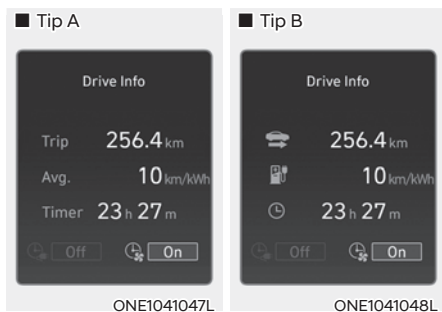 ■ Tip A
Drive Info
Trip 256.4 km
Avg. 10 km/kWh
Timer 23 h 27 m
Off On
ONE1041047L
■ Tip B
Drive Info
256.4 km
10 km/kWh
23 h 27 m
Off On
ONE1041048L